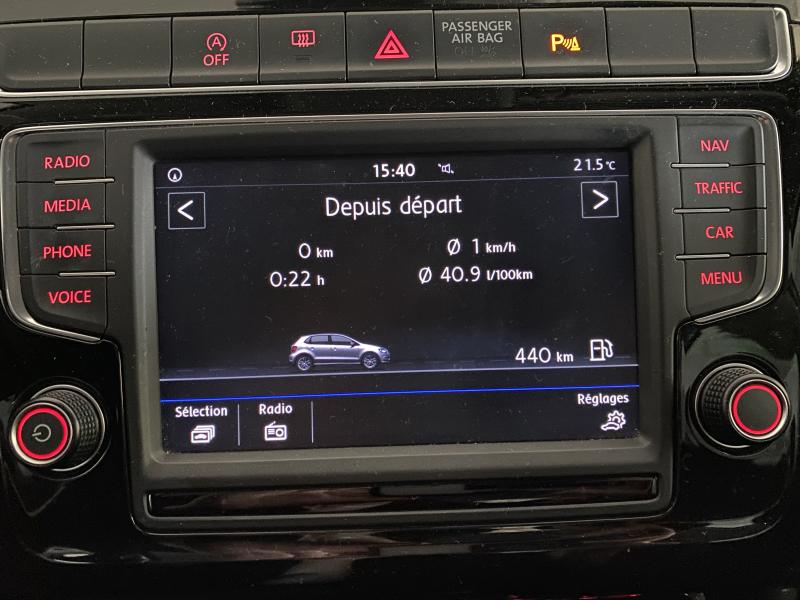 A
OFF
PASSENGER
AIR BAG
OFF
P
RADIO
MEDIA
PHONE
VOICE
NAV
TRAFFIC
CAR
MENU
15:40
21.5°C
<
Depuis départ
>
0 km
Ø 1 km/h
0:22 h
Ø 40.9 l/100km
440 km
Sélection
Radio
Réglages